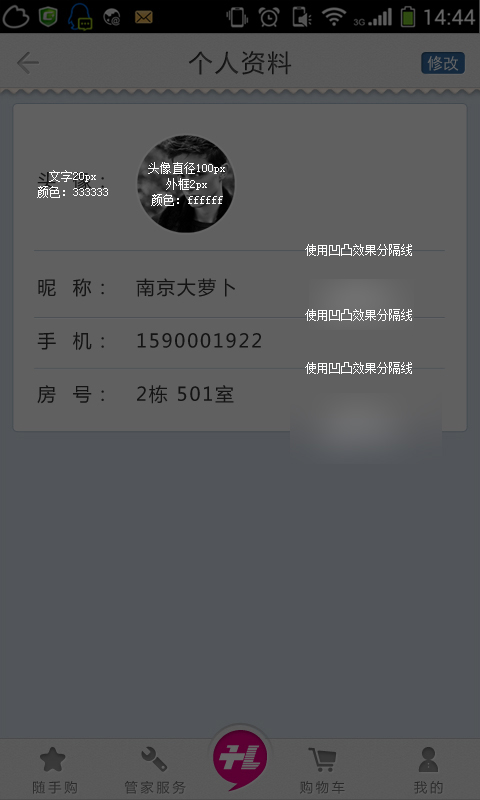 3G 14:44
个人资料
修改
头像：
文字20px
颜色：333333
头像直径100px
外框2px
颜色：ffffff
使用凹凸效果分隔线
昵 称： 南京大萝卜
使用凹凸效果分隔线
手 机： 1590001922
使用凹凸效果分隔线
房 号： 2栋 501室
随手购
管家服务
购物车
我的